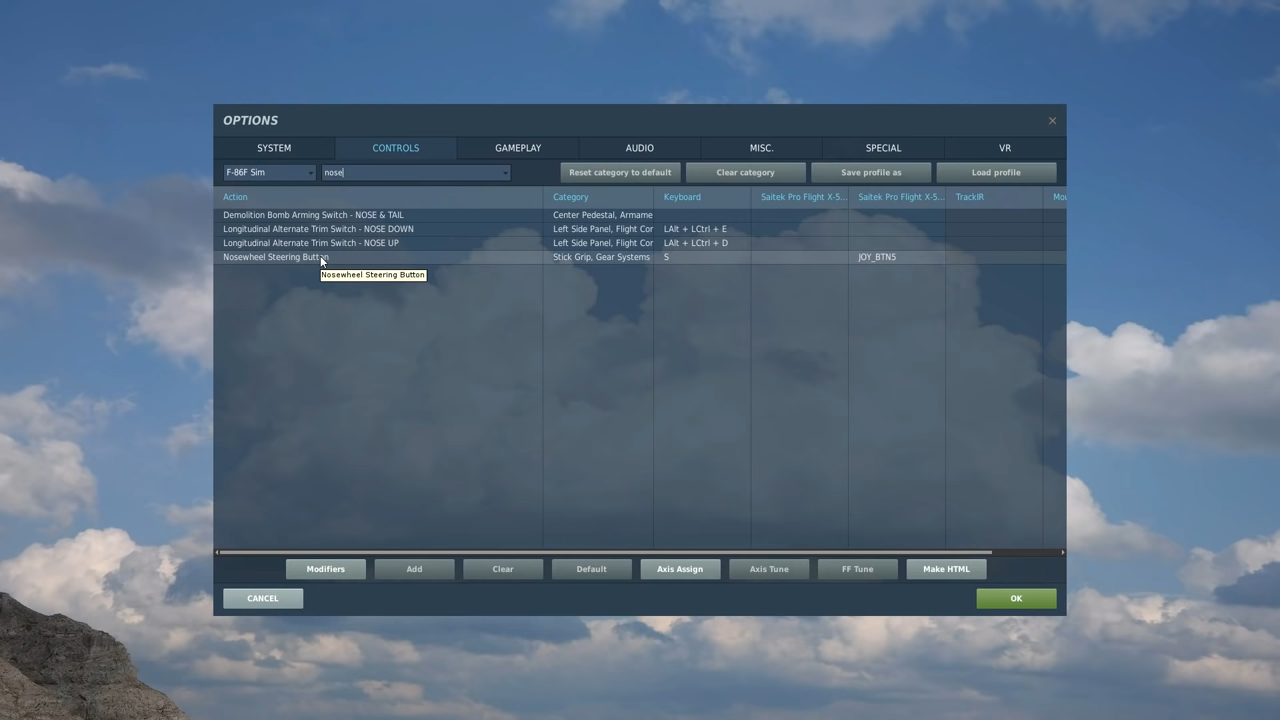 OPTIONS ×
SYSTEM CONTROLS GAMEPLAY AUDIO MISC. SPECIAL VR
F-86F Sim nose Reset category to default Clear category Save profile as Load profile
Action Category Keyboard Saitek Pro Flight X-5... Saitek Pro Flight X-5... TrackIR Mou
Demolition Bomb Arming Switch - NOSE & TAIL Center Pedestal, Armame
Longitudinal Alternate Trim Switch - NOSE DOWN Left Side Panel, Flight Cor LAlt + LCtrl + E
Longitudinal Alternate Trim Switch - NOSE UP Left Side Panel, Flight Cor LAlt + LCtrl + D
Nosewheel Steering Button Stick Grip, Gear Systems S JOY_BTN5
Nosewheel Steering Button
Modifiers Add Clear Default Axis Assign Axis Tune FF Tune Make HTML
CANCEL OK